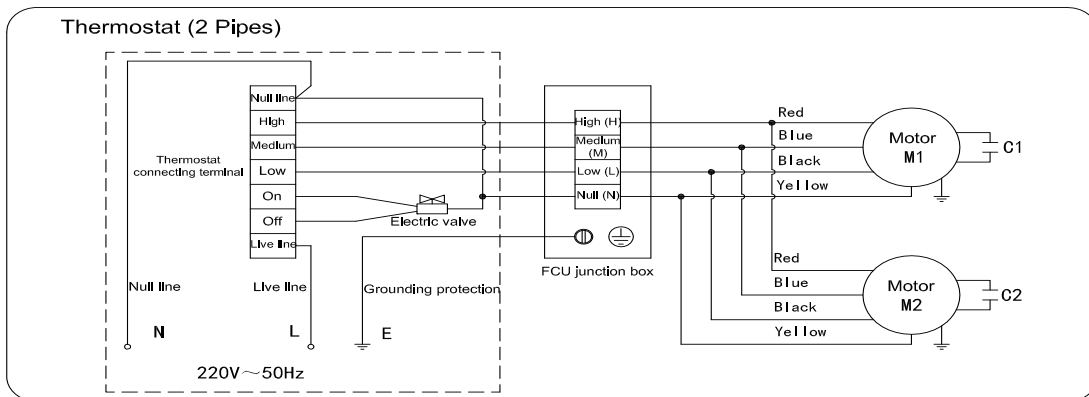 Thermostat (2 Pipes)
Null line
High
Medium
Low
On
Off
Live line
Thermostat
connecting terminal
Electric valve
Null line
Live line
Grounding protection
N
L
E
220V~50Hz
High (H)
Medium
(M)
Low (L)
Null (N)
FCU junction box
Red
Blue
Black
Yellow
Motor
M1
C1
Red
Blue
Black
Yellow
Motor
M2
C2